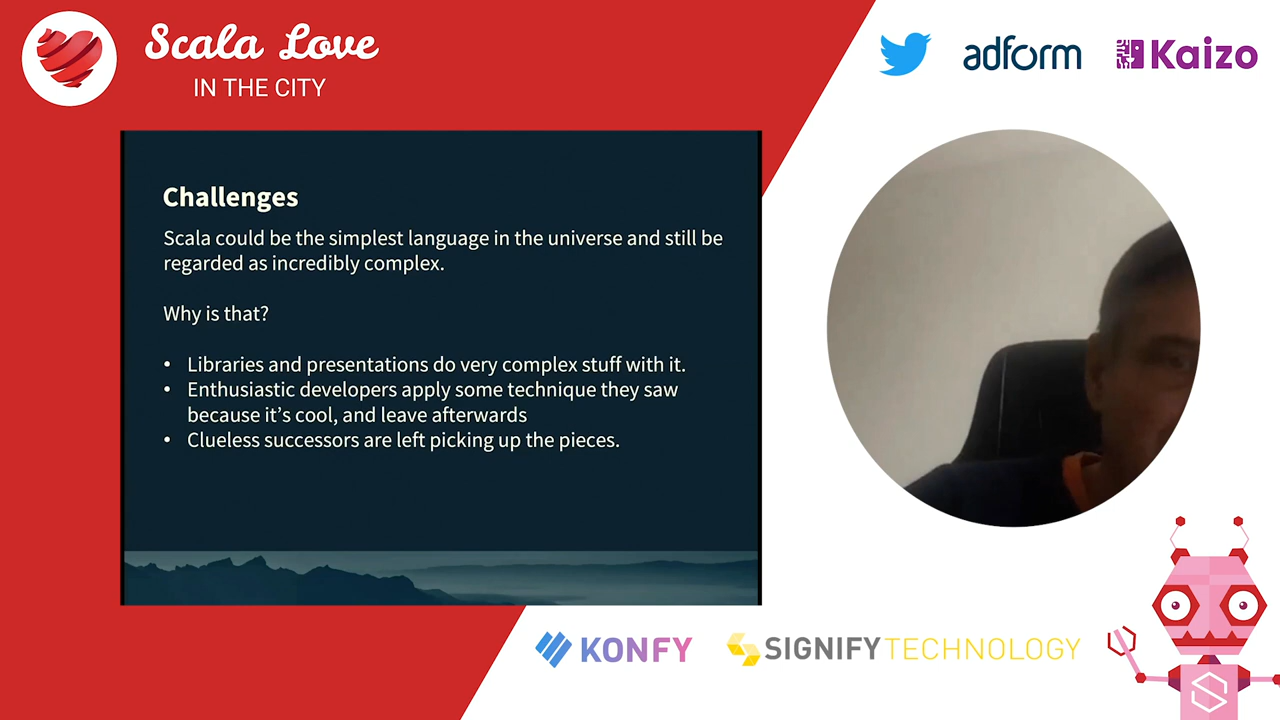 Scala Love
IN THE CITY
adform
Kaizo
Challenges
Scala could be the simplest language in the universe and still be
regarded as incredibly complex.
Why is that?
• Libraries and presentations do very complex stuff with it.
• Enthusiastic developers apply some technique they saw
because it’s cool, and leave afterwards
• Clueless successors are left picking up the pieces.
KONFY
SIGNIFYTECHNOLOGY